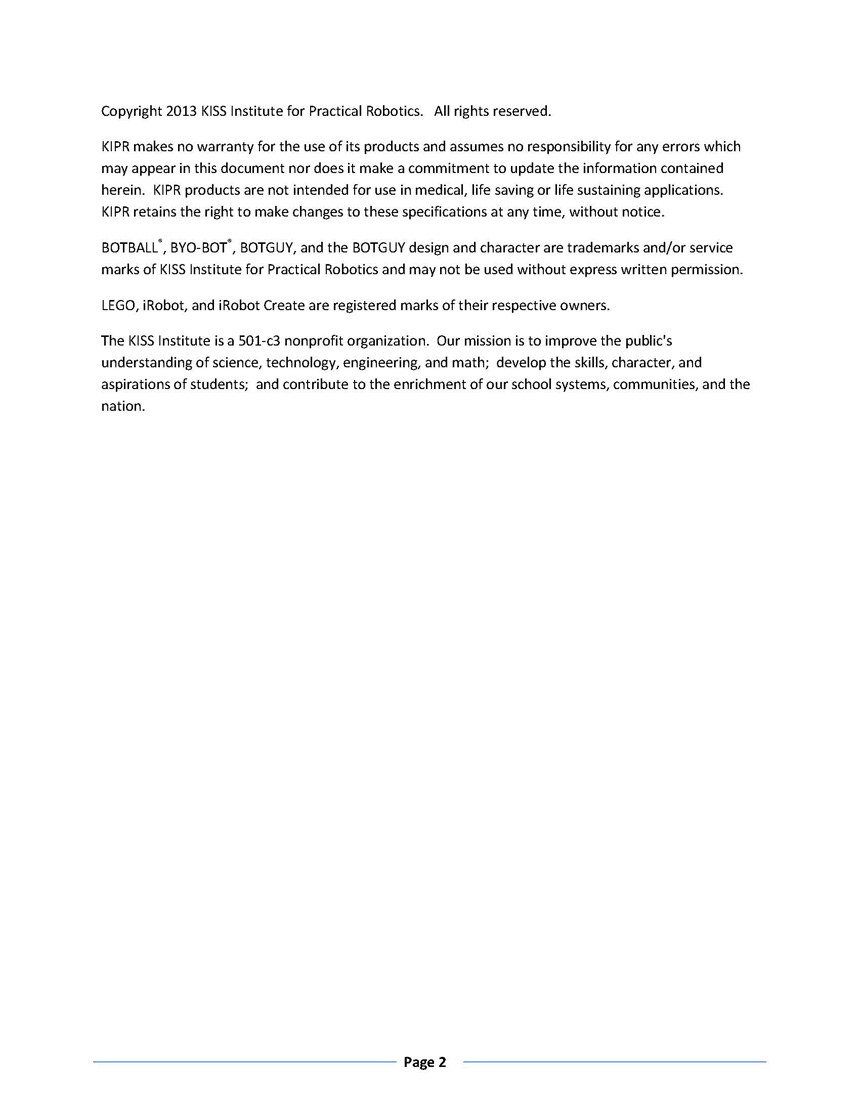 Copyright 2013 KISS Institute for Practical Robotics.   All rights reserved.
KIPR makes no warranty for the use of its products and assumes no responsibility for any errors which
may appear in this document nor does it make a commitment to update the information contained
herein.  KIPR products are not intended for use in medical, life saving or life sustaining applications.
KIPR retains the right to make changes to these specifications at any time, without notice.
BOTBALL®, BYO-BOT®, BOTGUY, and the BOTGUY design and character are trademarks and/or service
marks of KISS Institute for Practical Robotics and may not be used without express written permission.
LEGO, iRobot, and iRobot Create are registered marks of their respective owners.
The KISS Institute is a 501-c3 nonprofit organization.  Our mission is to improve the public's
understanding of science, technology, engineering, and math;  develop the skills, character, and
aspirations of students;  and contribute to the enrichment of our school systems, communities, and the
nation.
Page 2